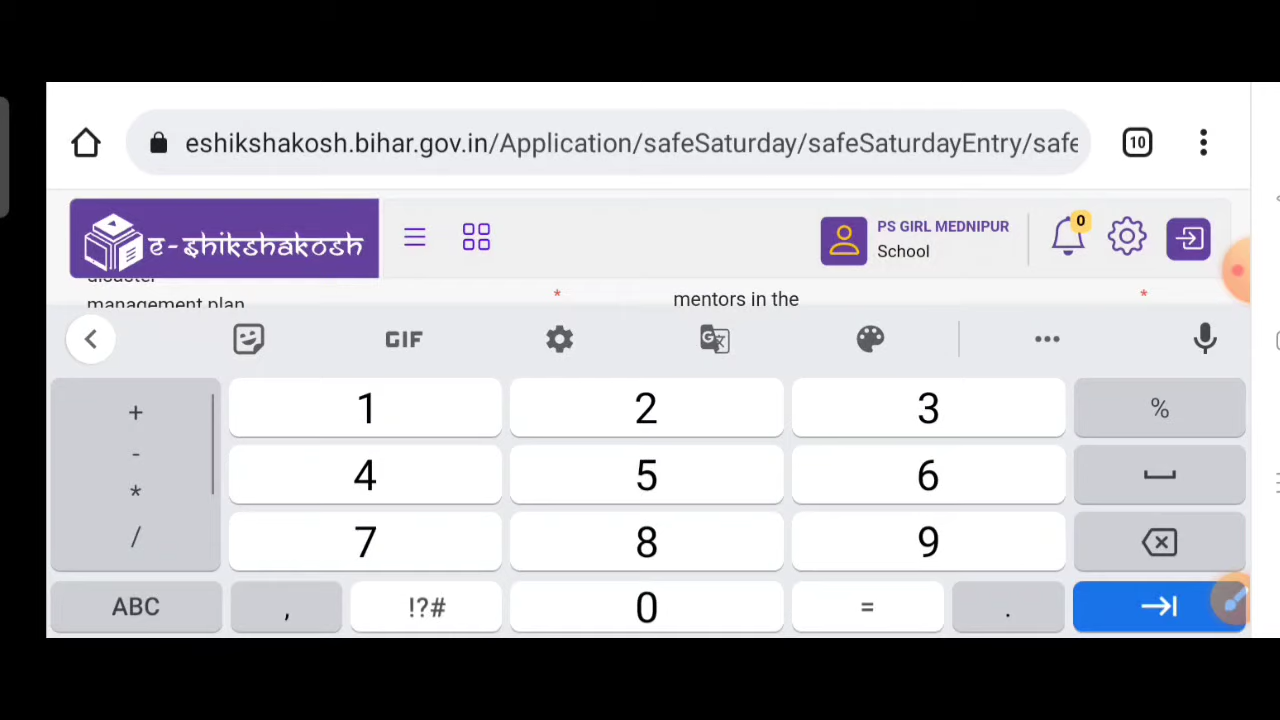 eshikshakosh.bihar.gov.in/Application/safeSaturday/safeSaturdayEntry/safe
10
e-shikshakosh
PS GIRL MEDNIPUR
School
0
disaster
management plan
*
mentors in the
*
GIF
+
1
2
3
%
-
4
5
6
*
7
8
9
/
ABC
,
!?#
0
=
.